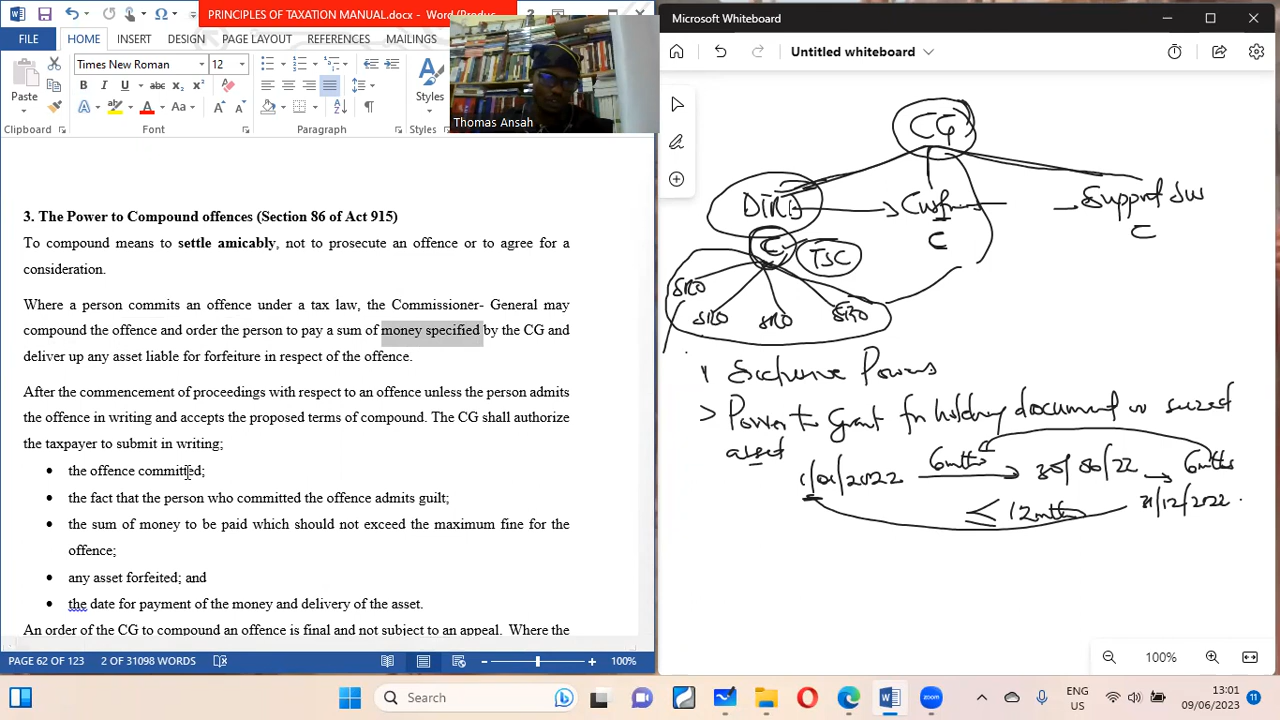 PRINCIPLES OF TAXATION MANUAL.docx - Word (Produc
FILE HOME INSERT DESIGN PAGE LAYOUT REFERENCES MAILINGS
Times New Roman 12
Paste
Styles
Clipboard Font Paragraph Styles
Thomas Ansah
3. The Power to Compound offences (Section 86 of Act 915)
To compound means to settle amicably, not to prosecute an offence or to agree for a
consideration.
Where a person commits an offence under a tax law, the Commissioner- General may
compound the offence and order the person to pay a sum of money specified by the CG and
deliver up any asset liable for forfeiture in respect of the offence.
After the commencement of proceedings with respect to an offence unless the person admits
the offence in writing and accepts the proposed terms of compound. The CG shall authorize
the taxpayer to submit in writing;
• the offence committed;
• the fact that the person who committed the offence admits guilt;
• the sum of money to be paid which should not exceed the maximum fine for the
offence;
• any asset forfeited; and
• the date for payment of the money and delivery of the asset.
An order of the CG to compound an offence is final and not subject to an appeal. Where the
PAGE 62 OF 123 2 OF 31098 WORDS 100%
Microsoft Whiteboard
Untitled whiteboard
CG
C
C
C
TSC
SRO
SRO
SRO
SRO
Powers
> Power to grant for holding document or seized
asset
1/01/2022 6mths 30/06/22 6mths
≤ 12mths 31/12/2022
100%
Search
ENG
US
13:01
09/06/2023